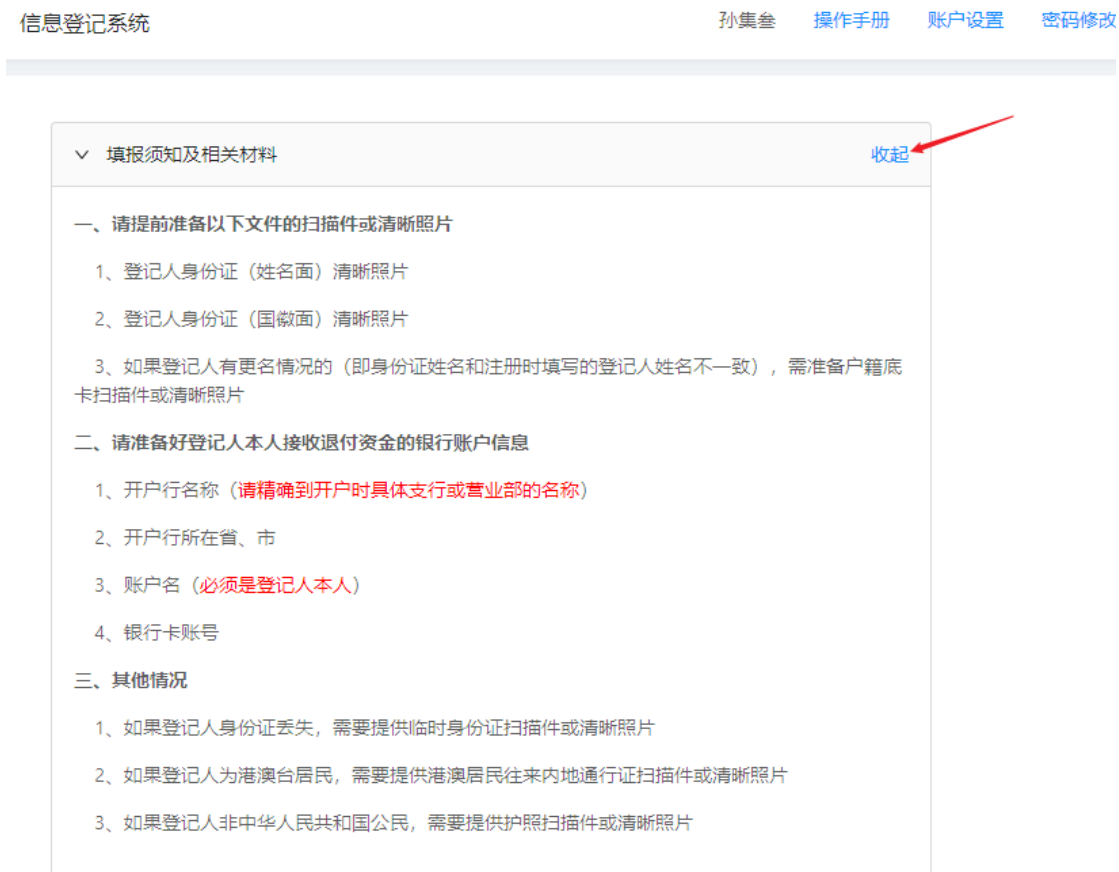 信息登记系统 孙集叁 操作手册 账户设置 密码修改
填报须知及相关材料 收起
一、请提前准备以下文件的扫描件或清晰照片
1、登记人身份证（姓名面）清晰照片
2、登记人身份证（国徽面）清晰照片
3、如果登记人有更名情况的（即身份证姓名和注册时填写的登记人姓名不一致），需准备户籍底
卡扫描件或清晰照片
二、请准备好登记人本人接收退付资金的银行账户信息
1、开户行名称（请精确到开户时具体支行或营业部的名称）
2、开户行所在省、市
3、账户名（必须是登记人本人）
4、银行卡账号
三、其他情况
1、如果登记人身份证丢失，需要提供临时身份证扫描件或清晰照片
2、如果登记人为港澳台居民，需要提供港澳居民往来内地通行证扫描件或清晰照片
3、如果登记人非中华人民共和国公民，需要提供护照扫描件或清晰照片